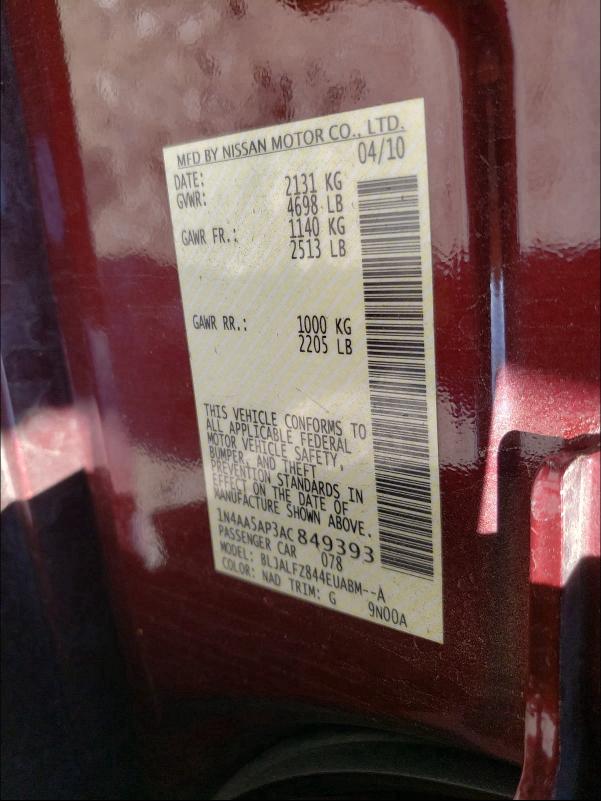 MFD BY NISSAN MOTOR CO., LTD.
DATE: 04/10
GVWR: 2131 KG
4698 LB
GAWR FR.: 1140 KG
2513 LB
GAWR RR.: 1000 KG
2205 LB
THIS VEHICLE CONFORMS TO
ALL APPLICABLE FEDERAL
MOTOR VEHICLE SAFETY,
BUMPER, AND THEFT
PREVENTION STANDARDS IN
EFFECT ON THE DATE OF
MANUFACTURE SHOWN ABOVE.
1N4AA5AP3AC849393
PASSENGER CAR 078
MODEL: BLJALFZ844EUABM--A
COLOR: NAD TRIM: G 9N00A